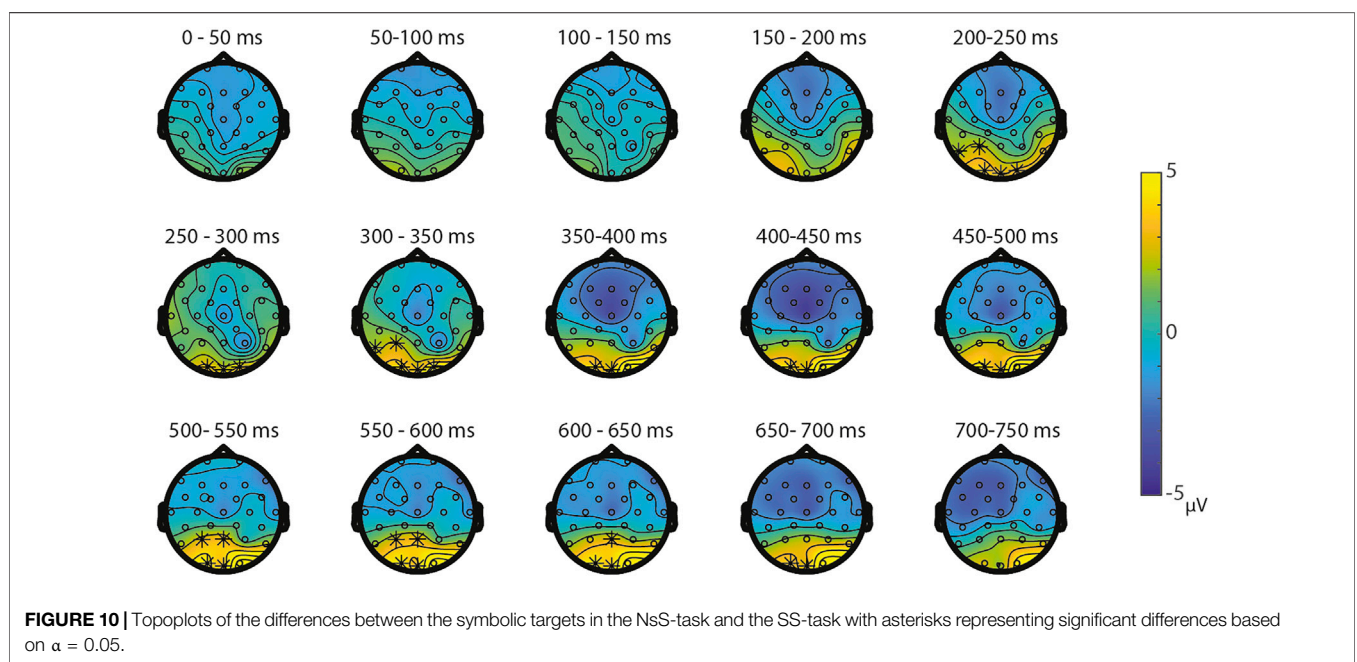 0 - 50 ms
50-100 ms
100 - 150 ms
150 - 200 ms
200-250 ms
250 - 300 ms
300 - 350 ms
350-400 ms
400-450 ms
450-500 ms
500- 550 ms
550 - 600 ms
600 - 650 ms
650 - 700 ms
700-750 ms
5
0
-5
μV
FIGURE 10 | Topoplots of the differences between the symbolic targets in the NsS-task and the SS-task with asterisks representing significant differences based
on α = 0.05.